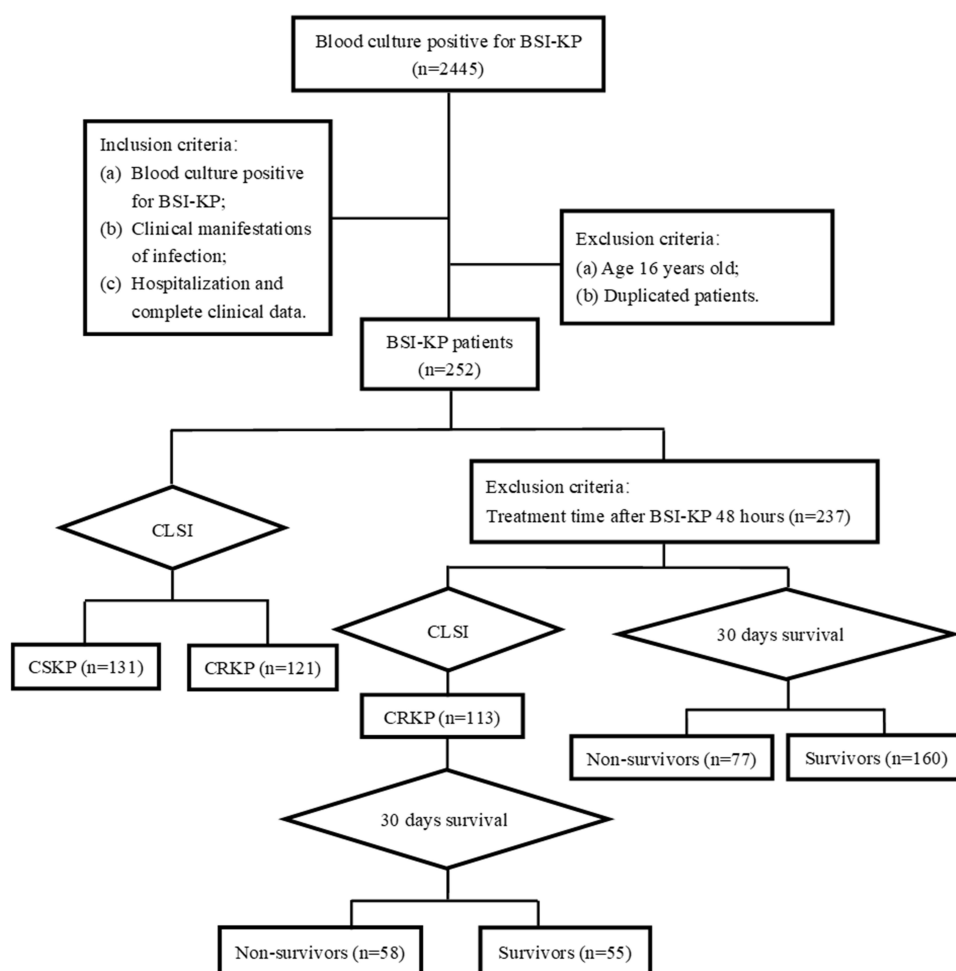 Blood culture positive for BSI-KP
(n=2445)
Inclusion criteria:
(a) Blood culture positive
for BSI-KP;
(b) Clinical manifestations
of infection;
(c) Hospitalization and
complete clinical data.
Exclusion criteria:
(a) Age 16 years old;
(b) Duplicated patients.
BSI-KP patients
(n=252)
Exclusion criteria:
Treatment time after BSI-KP 48 hours (n=237)
CLSI
CSKP (n=131)
CRKP (n=121)
CLSI
30 days survival
CRKP (n=113)
Non-survivors (n=77)
Survivors (n=160)
30 days survival
Non-survivors (n=58)
Survivors (n=55)